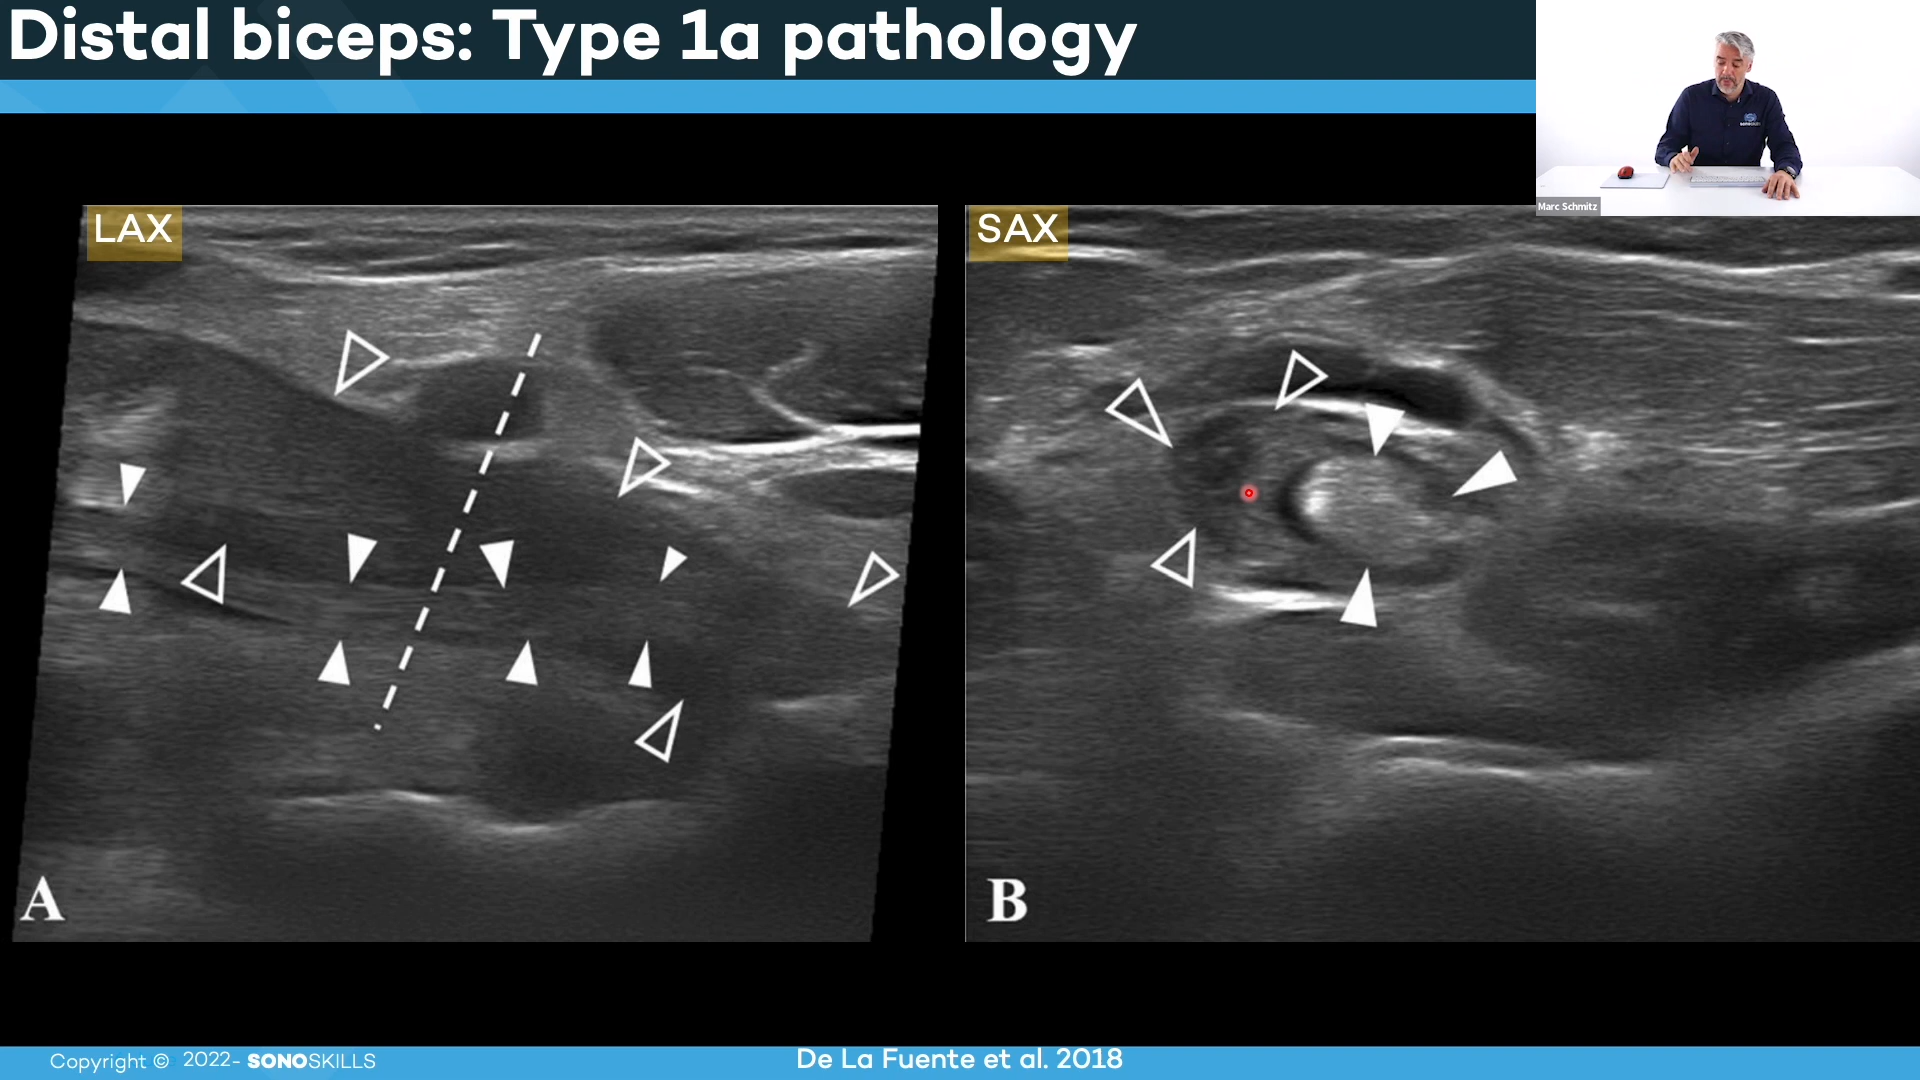 Distal biceps: Type 1a pathology
Marc Schmitz
LAX
SAX
A
B
Copyright © 2022- SONOSKILLS
De La Fuente et al. 2018